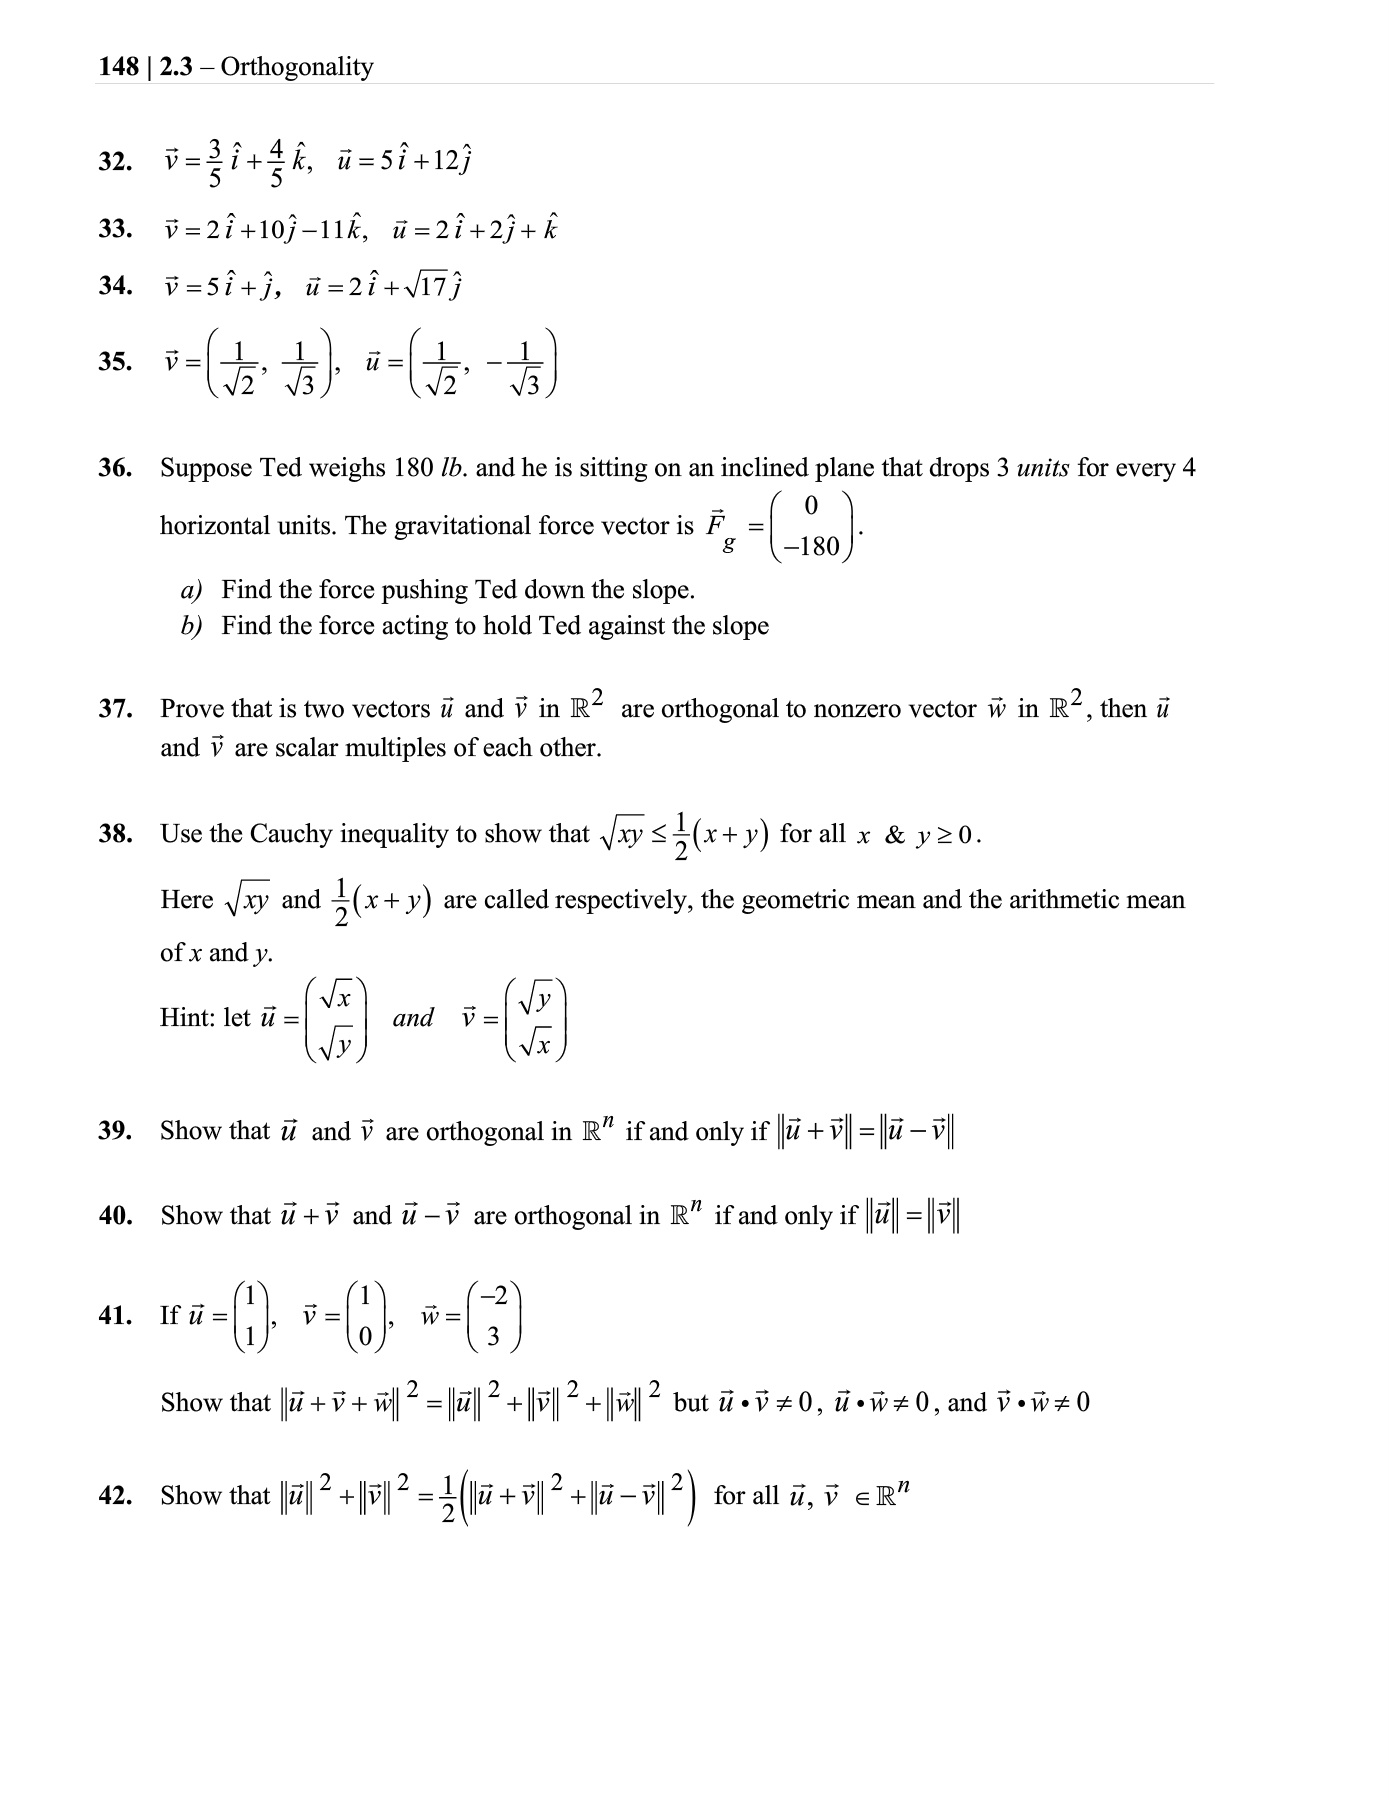 148 | 2.3 – Orthogonality
32. $\vec{v} = \frac{3}{5}\hat{i} + \frac{4}{5}\hat{k}, \quad \vec{u} = 5\hat{i} + 12\hat{j}$
33. $\vec{v} = 2\hat{i} + 10\hat{j} - 11\hat{k}, \quad \vec{u} = 2\hat{i} + 2\hat{j} + \hat{k}$
34. $\vec{v} = 5\hat{i} + \hat{j}, \quad \vec{u} = 2\hat{i} + \sqrt{17}\hat{j}$
35. $\vec{v} = \left(\frac{1}{\sqrt{2}}, \frac{1}{\sqrt{3}}\right), \quad \vec{u} = \left(\frac{1}{\sqrt{2}}, -\frac{1}{\sqrt{3}}\right)$
36. Suppose Ted weighs 180 lb. and he is sitting on an inclined plane that drops 3 units for every 4
horizontal units. The gravitational force vector is $\vec{F}_g = \begin{pmatrix} 0 \\ -180 \end{pmatrix}$.
a) Find the force pushing Ted down the slope.
b) Find the force acting to hold Ted against the slope
37. Prove that is two vectors $\vec{u}$ and $\vec{v}$ in $\mathbb{R}^2$ are orthogonal to nonzero vector $\vec{w}$ in $\mathbb{R}^2$, then $\vec{u}$
and $\vec{v}$ are scalar multiples of each other.
38. Use the Cauchy inequality to show that $\sqrt{xy} \leq \frac{1}{2}(x + y)$ for all $x$ & $y \geq 0$.
Here $\sqrt{xy}$ and $\frac{1}{2}(x + y)$ are called respectively, the geometric mean and the arithmetic mean
of x and y.
Hint: let $\vec{u} = \begin{pmatrix} \sqrt{x} \\ \sqrt{y} \end{pmatrix}$ and $\vec{v} = \begin{pmatrix} \sqrt{y} \\ \sqrt{x} \end{pmatrix}$
39. Show that $\vec{u}$ and $\vec{v}$ are orthogonal in $\mathbb{R}^n$ if and only if $\|\vec{u} + \vec{v}\| = \|\vec{u} - \vec{v}\|$
40. Show that $\vec{u} + \vec{v}$ and $\vec{u} - \vec{v}$ are orthogonal in $\mathbb{R}^n$ if and only if $\|\vec{u}\| = \|\vec{v}\|$
41. If $\vec{u} = \begin{pmatrix} 1 \\ 1 \end{pmatrix}, \quad \vec{v} = \begin{pmatrix} 1 \\ 0 \end{pmatrix}, \quad \vec{w} = \begin{pmatrix} -2 \\ 3 \end{pmatrix}$
Show that $\|\vec{u} + \vec{v} + \vec{w}\|^2 = \|\vec{u}\|^2 + \|\vec{v}\|^2 + \|\vec{w}\|^2$ but $\vec{u} \bullet \vec{v} \neq 0$, $\vec{u} \bullet \vec{w} \neq 0$, and $\vec{v} \bullet \vec{w} \neq 0$
42. Show that $\|\vec{u}\|^2 + \|\vec{v}\|^2 = \frac{1}{2}\left(\|\vec{u} + \vec{v}\|^2 + \|\vec{u} - \vec{v}\|^2\right)$ for all $\vec{u}, \vec{v} \in \mathbb{R}^n$